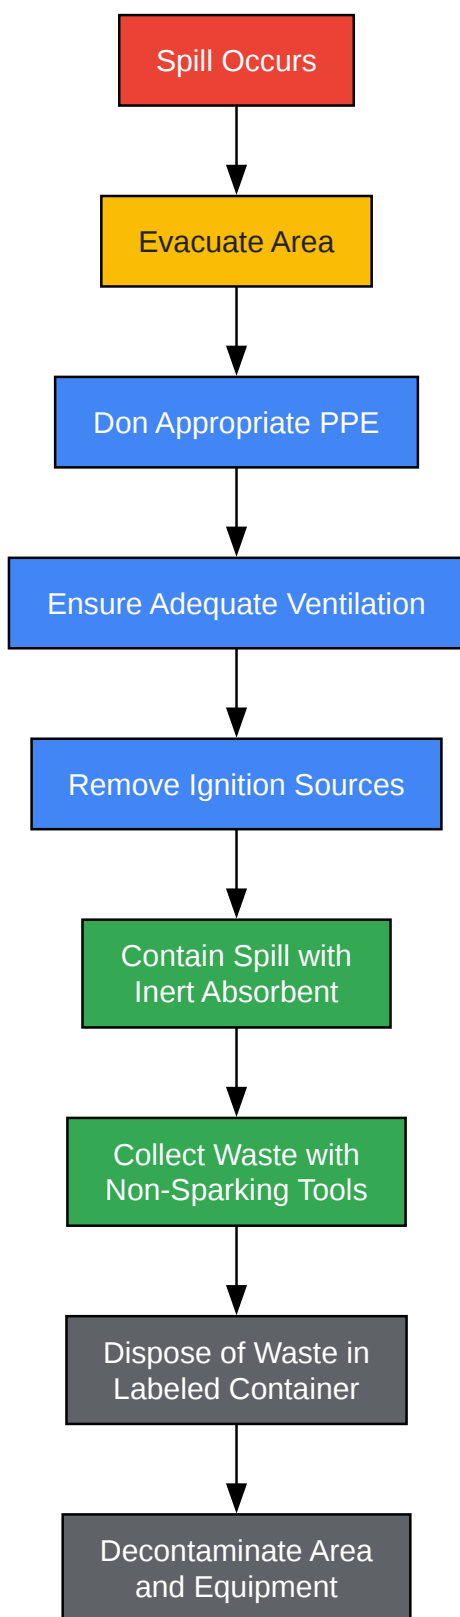 Spill Occurs
Evacuate Area
Don Appropriate PPE
Ensure Adequate Ventilation
Remove Ignition Sources
Contain Spill with
Inert Absorbent
Collect Waste with
Non-Sparking Tools
Dispose of Waste in
Labeled Container
Decontaminate Area
and Equipment